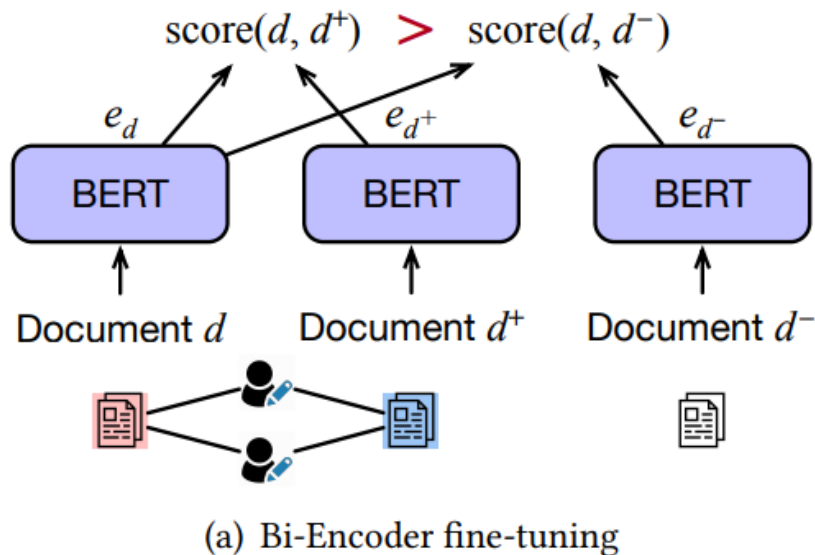 score(d, d⁺) > score(d, d⁻)
e_d e_{d⁺} e_{d⁻}
BERT BERT BERT
Document d Document d⁺ Document d⁻
(a) Bi-Encoder fine-tuning